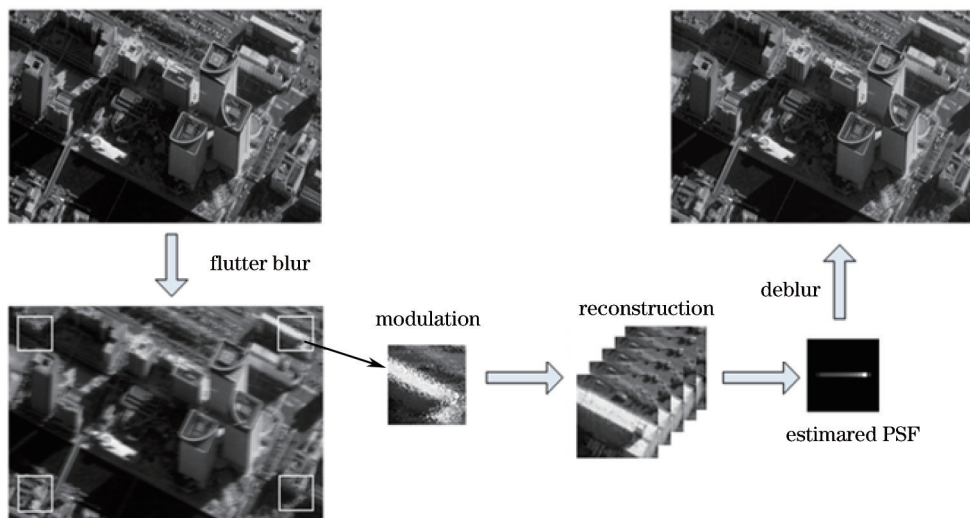 flutter blur
modulation
reconstruction
deblur
estimared PSF